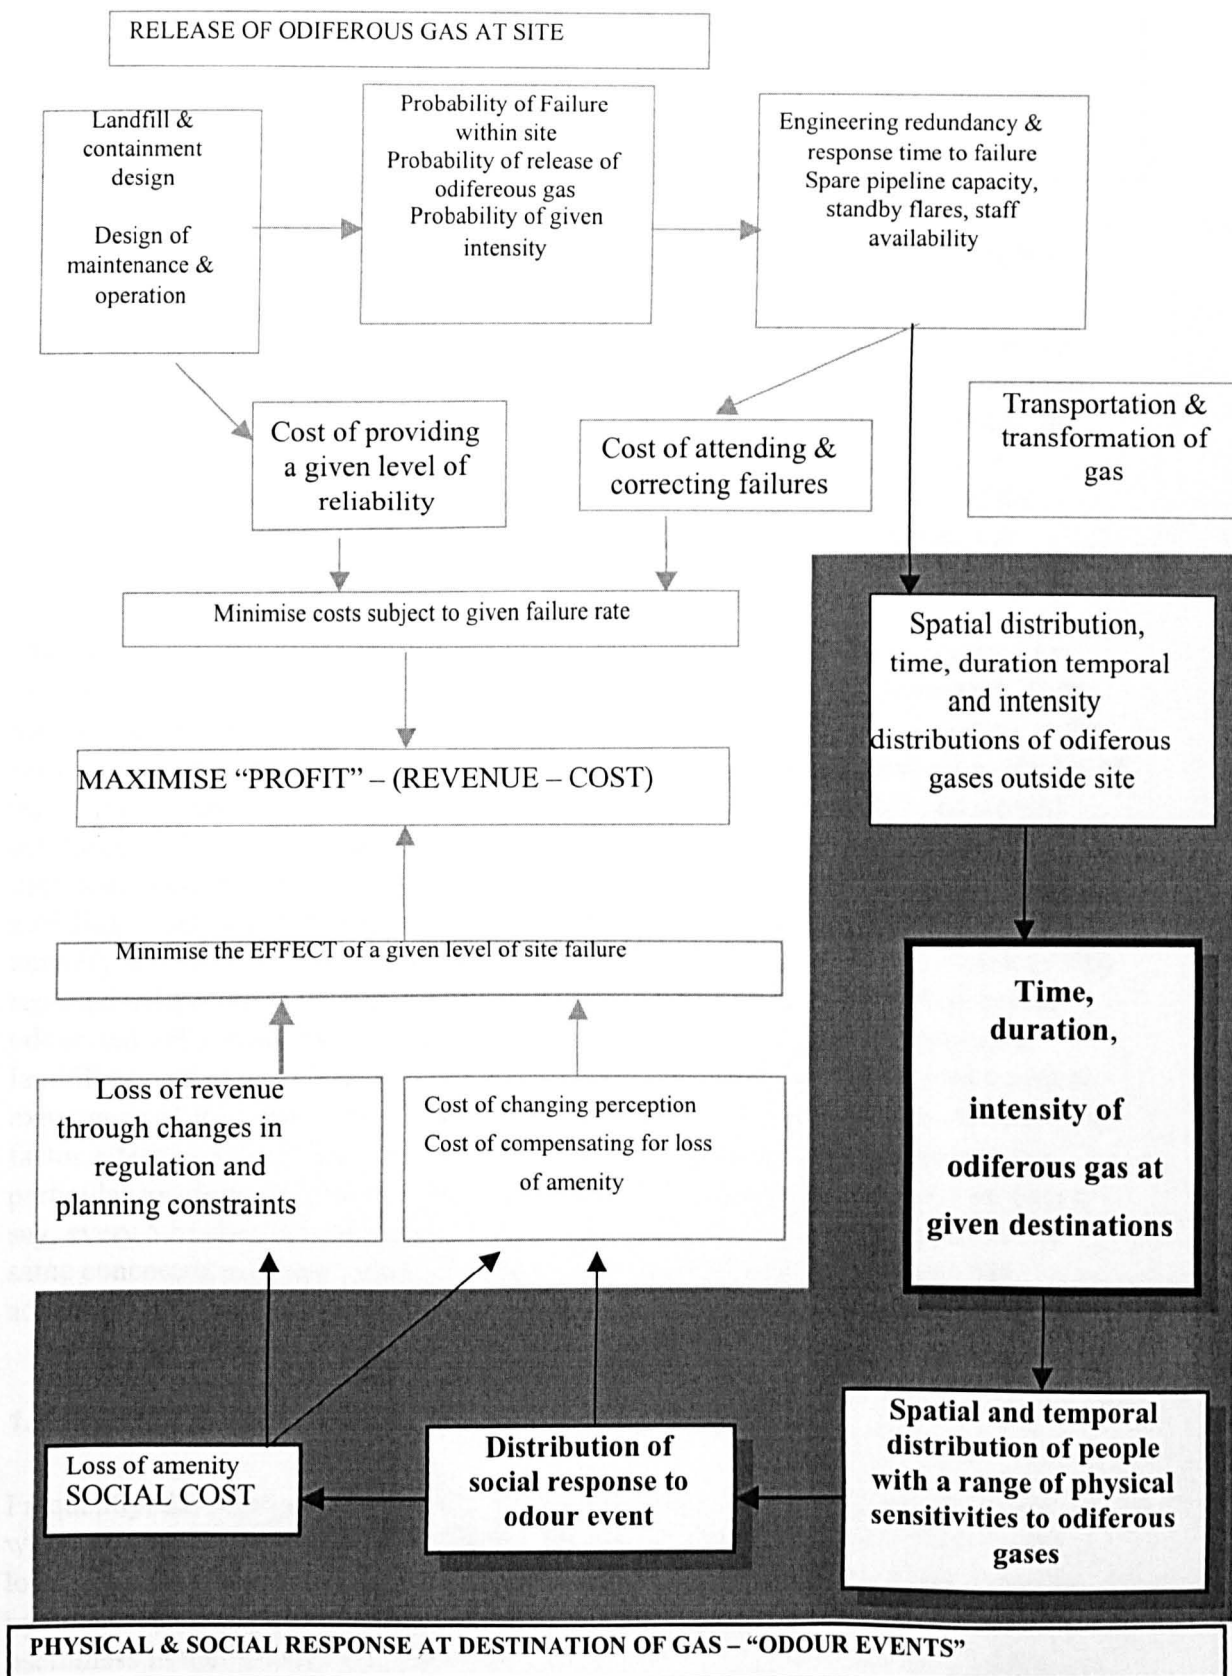 RELEASE OF ODIFEROUS GAS AT SITE
Landfill &
containment
design
Design of
maintenance &
operation
Probability of Failure
within site
Probability of release of
odifereous gas
Probability of given
intensity
Engineering redundancy &
response time to failure
Spare pipeline capacity,
standby flares, staff
availability
Cost of providing
a given level of
reliability
Cost of attending &
correcting failures
Transportation &
transformation of
gas
Minimise costs subject to given failure rate
Spatial distribution,
time, duration temporal
and intensity
distributions of odiferous
gases outside site
MAXIMISE “PROFIT” – (REVENUE – COST)
Minimise the EFFECT of a given level of site failure
Time,
duration,
intensity of
odiferous gas at
given destinations
Loss of revenue
through changes in
regulation and
planning constraints
Cost of changing perception
Cost of compensating for loss
of amenity
Loss of amenity
SOCIAL COST
Distribution of
social response to
odour event
Spatial and temporal
distribution of people
with a range of physical
sensitivities to odiferous
gases
PHYSICAL & SOCIAL RESPONSE AT DESTINATION OF GAS – “ODOUR EVENTS”